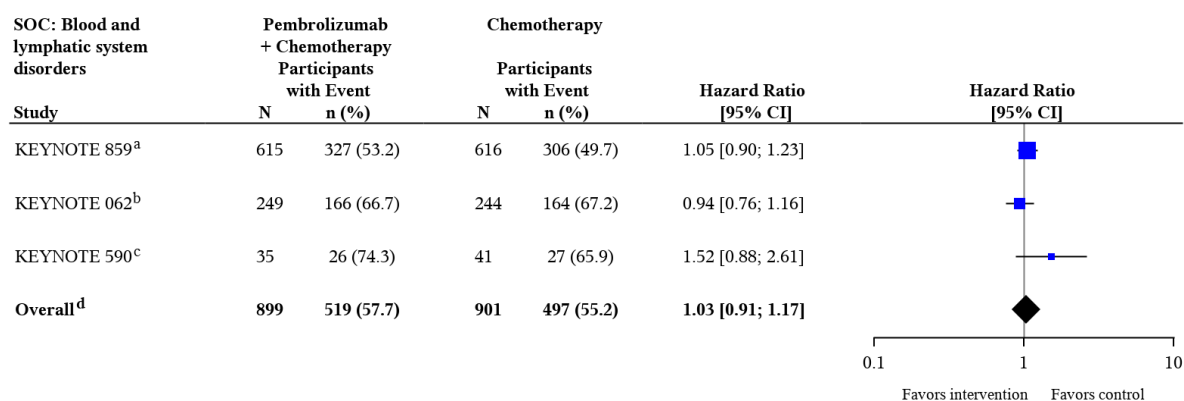 SOC: Blood and Pembrolizumab Chemotherapy
lymphatic system + Chemotherapy
disorders Participants Participants
with Event with Event Hazard Ratio Hazard Ratio
Study N n (%) N n (%) [95% CI] [95% CI]
KEYNOTE 859a 615 327 (53.2) 616 306 (49.7) 1.05 [0.90; 1.23]
KEYNOTE 062b 249 166 (66.7) 244 164 (67.2) 0.94 [0.76; 1.16]
KEYNOTE 590c 35 26 (74.3) 41 27 (65.9) 1.52 [0.88; 2.61]
Overalld 899 519 (57.7) 901 497 (55.2) 1.03 [0.91; 1.17]
0.1 1 10
Favors intervention Favors control